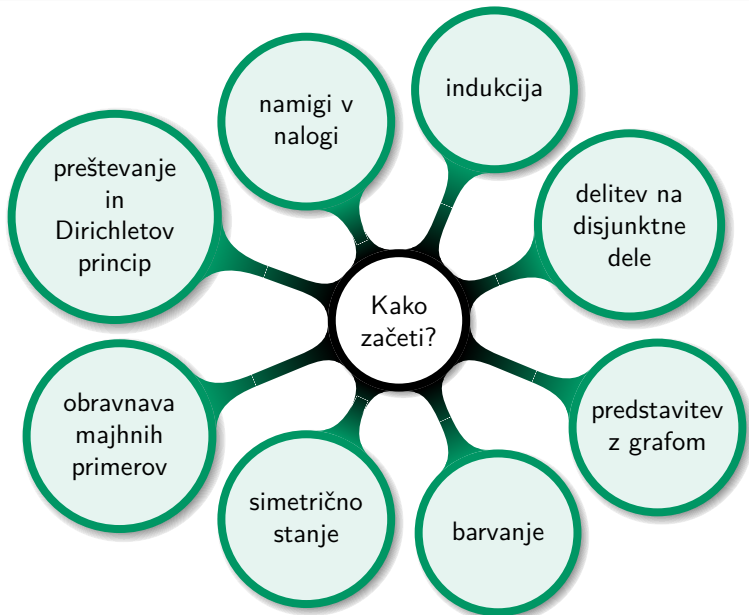 indukcija
namigi v
nalogi
preštevanje
in
Dirichletov
princip
delitev na
disjunktne
dele
Kako
začeti?
obravnava
majhnih
primerov
predstavitev
z grafom
simetrično
stanje
barvanje